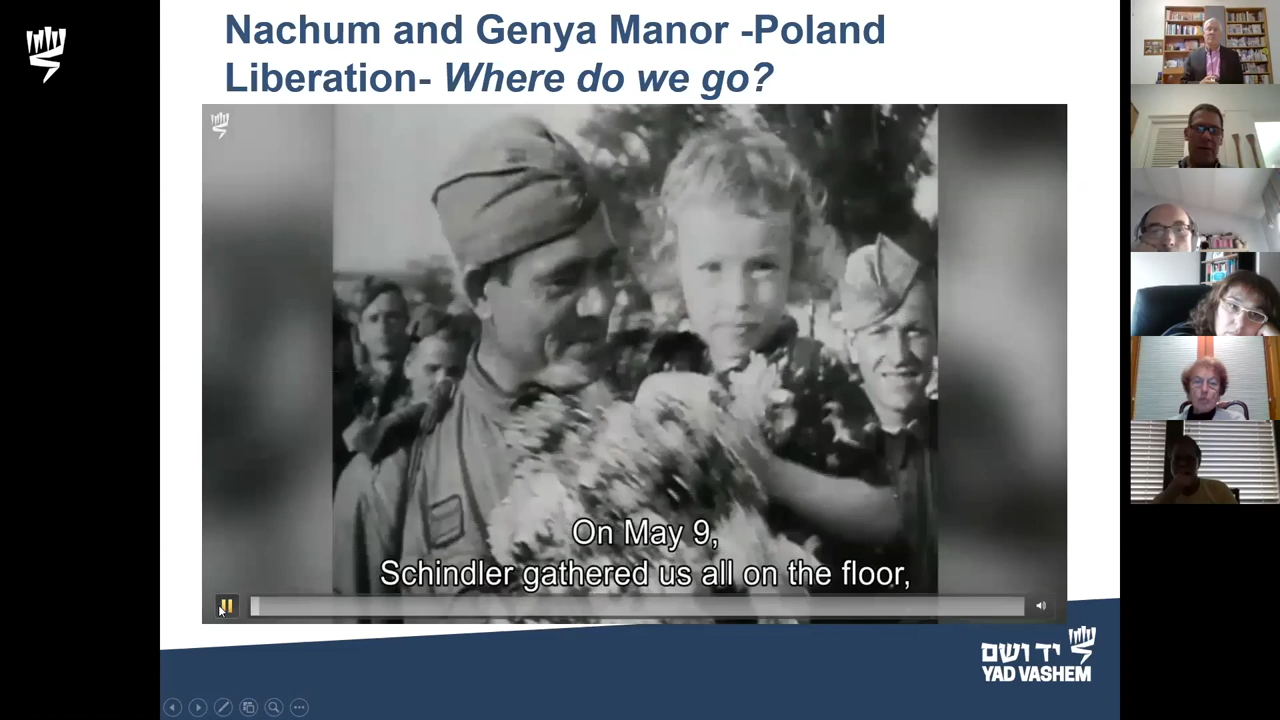 Nachum and Genya Manor -Poland
Liberation- Where do we go?
On May 9,
Schindler gathered us all on the floor,
יד ושם
YAD VASHEM